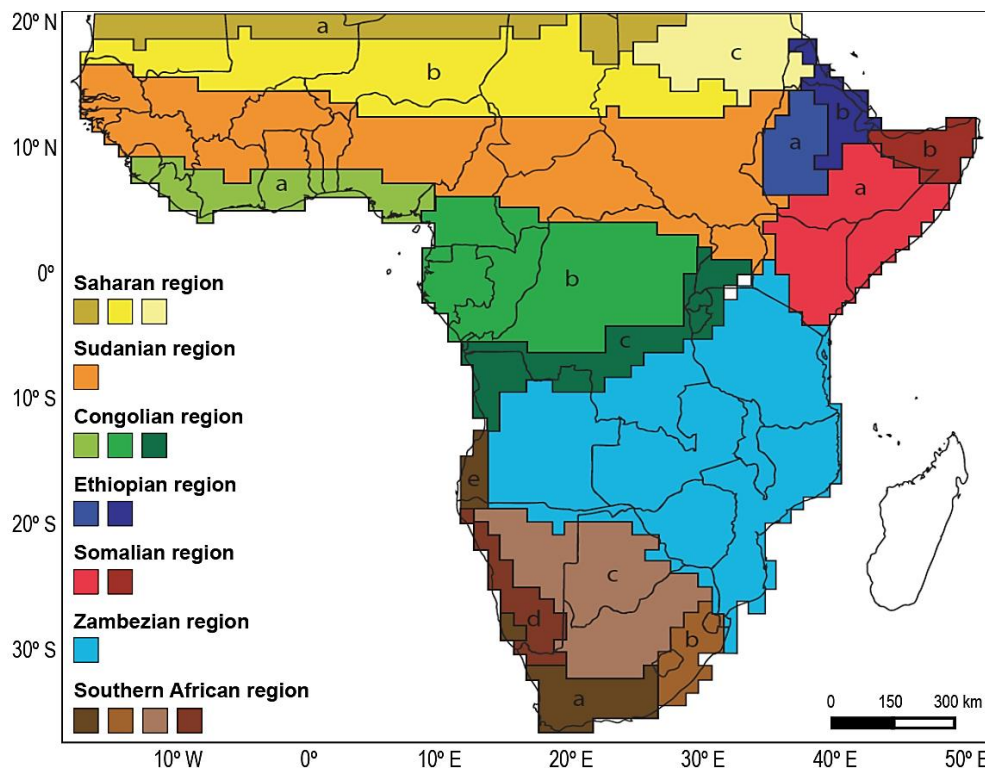 20° N
10° N
0°
10° S
20° S
30° S
a
b
c
a
b
a
b
a
b
c
e
c
d
b
a
Saharan region
Sudanian region
Congolian region
Ethiopian region
Somalian region
Zambezian region
Southern African region
0 150 300 km
10° W 0° 10° E 20° E 30° E 40° E 50° E